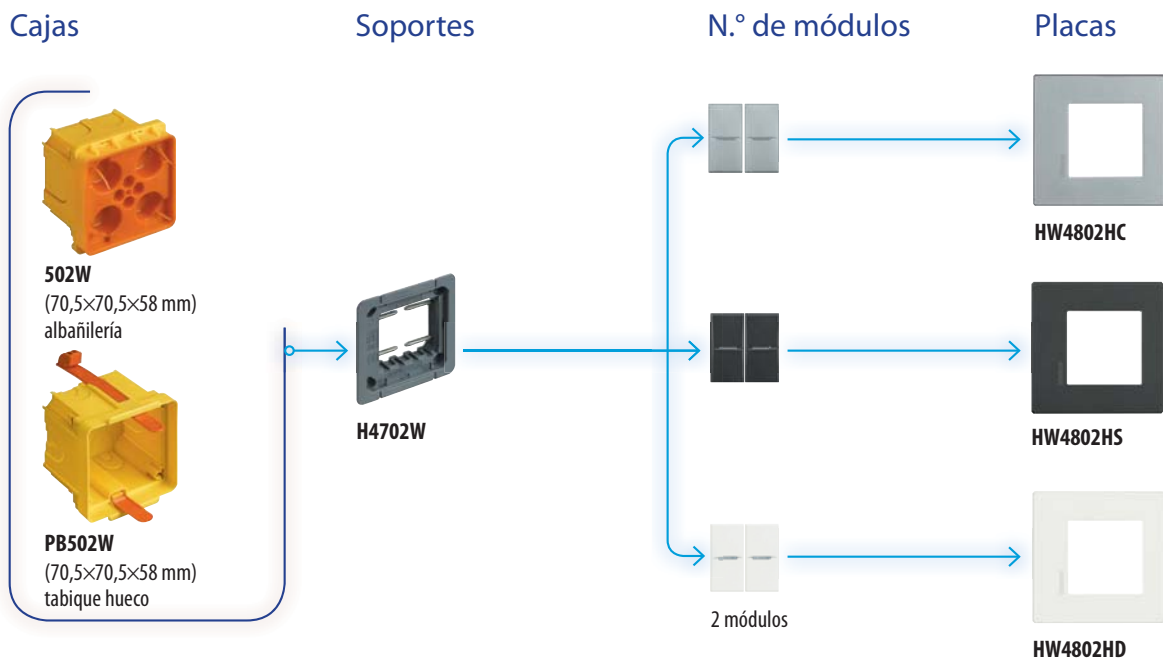 Cajas
Soportes
N.° de módulos
Placas
502W
(70,5×70,5×58 mm)
albañilería
PB502W
(70,5×70,5×58 mm)
tabique hueco
H4702W
2 módulos
HW4802HC
HW4802HS
HW4802HD